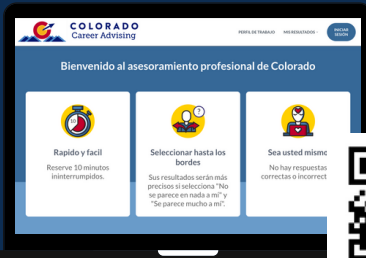 COLORADO
Career Advising
PERFIL DE TRABAJO MIS RESULTADOS
INICIAR
SESIÓN
Bienvenido al asesoramiento profesional de Colorado
10
?
Rapido y facil
Reserve 10 minutos
ininterrumpidos.
Seleccionar hasta los
bordes
Sus resultados serán más
precisos si selecciona "No
se parece en nada a mí" y
"Se parece mucho a mí".
Sea usted mismo
No hay respuestas
correctas o incorrect